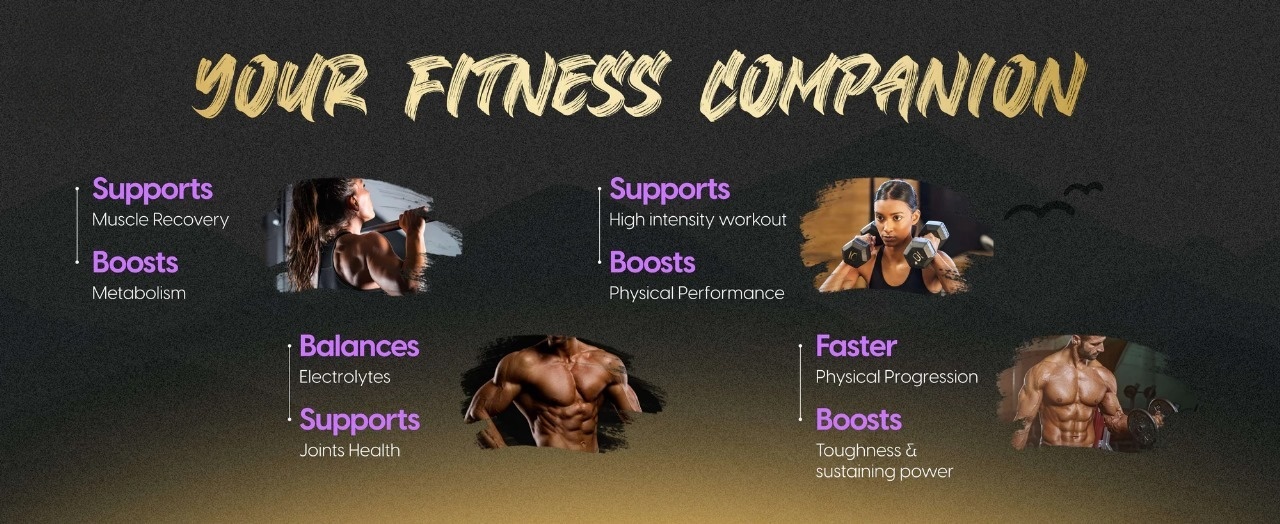 YOUR FITNESS COMPANION
Supports
Muscle Recovery
Boosts
Metabolism
Supports
High intensity workout
Boosts
Physical Performance
Balances
Electrolytes
Supports
Joints Health
Faster
Physical Progression
Boosts
Toughness &
sustaining power